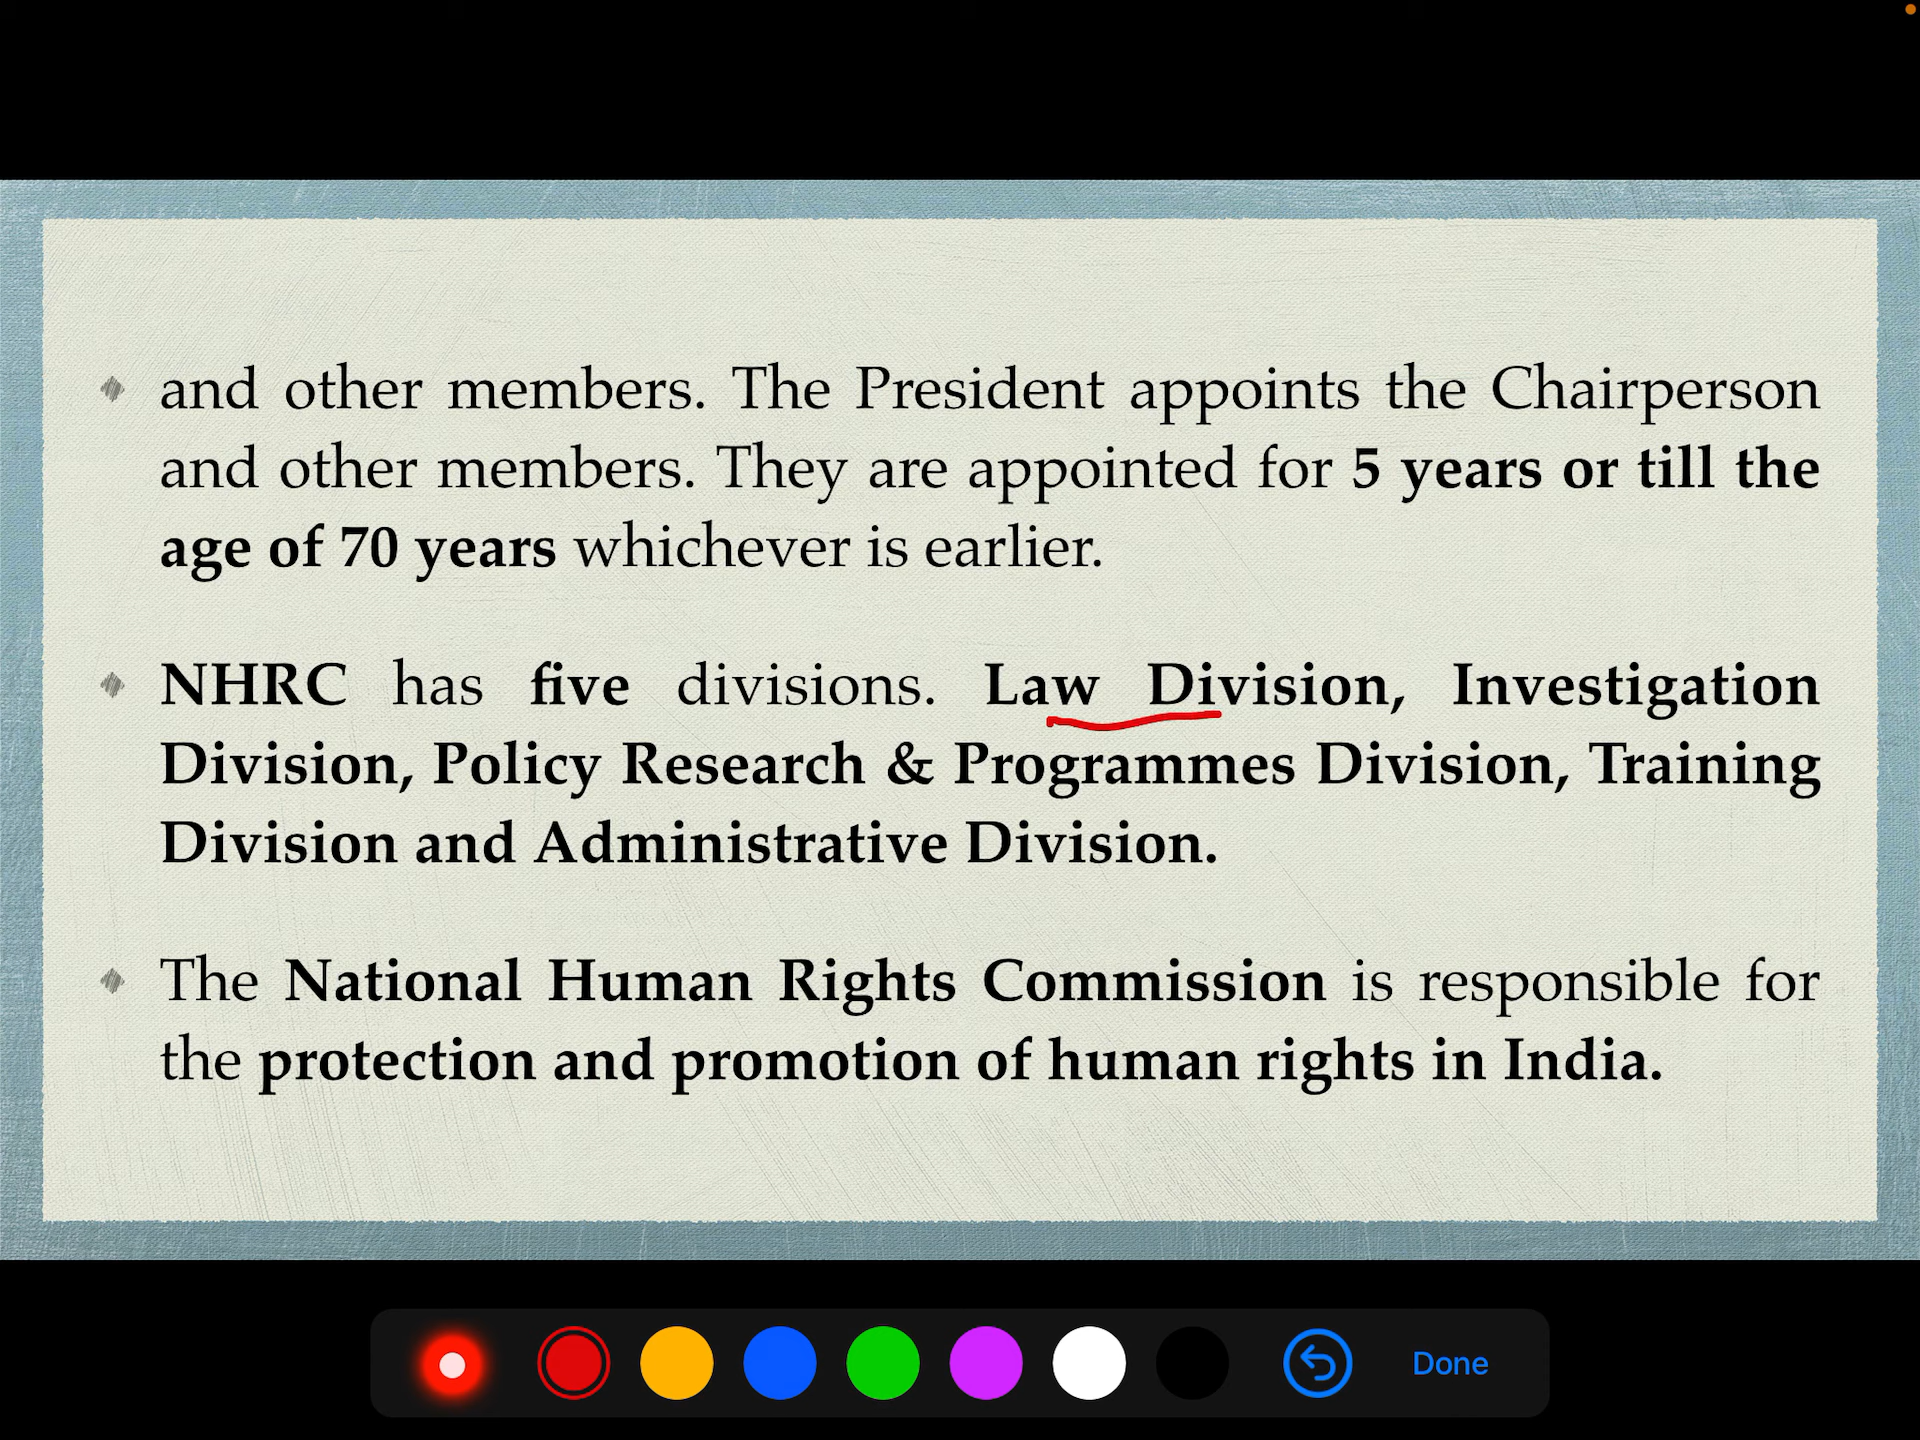 and other members. The President appoints the Chairperson
and other members. They are appointed for 5 years or till the
age of 70 years whichever is earlier.
NHRC has five divisions. Law Division, Investigation
Division, Policy Research & Programmes Division, Training
Division and Administrative Division.
The National Human Rights Commission is responsible for
the protection and promotion of human rights in India.
Done